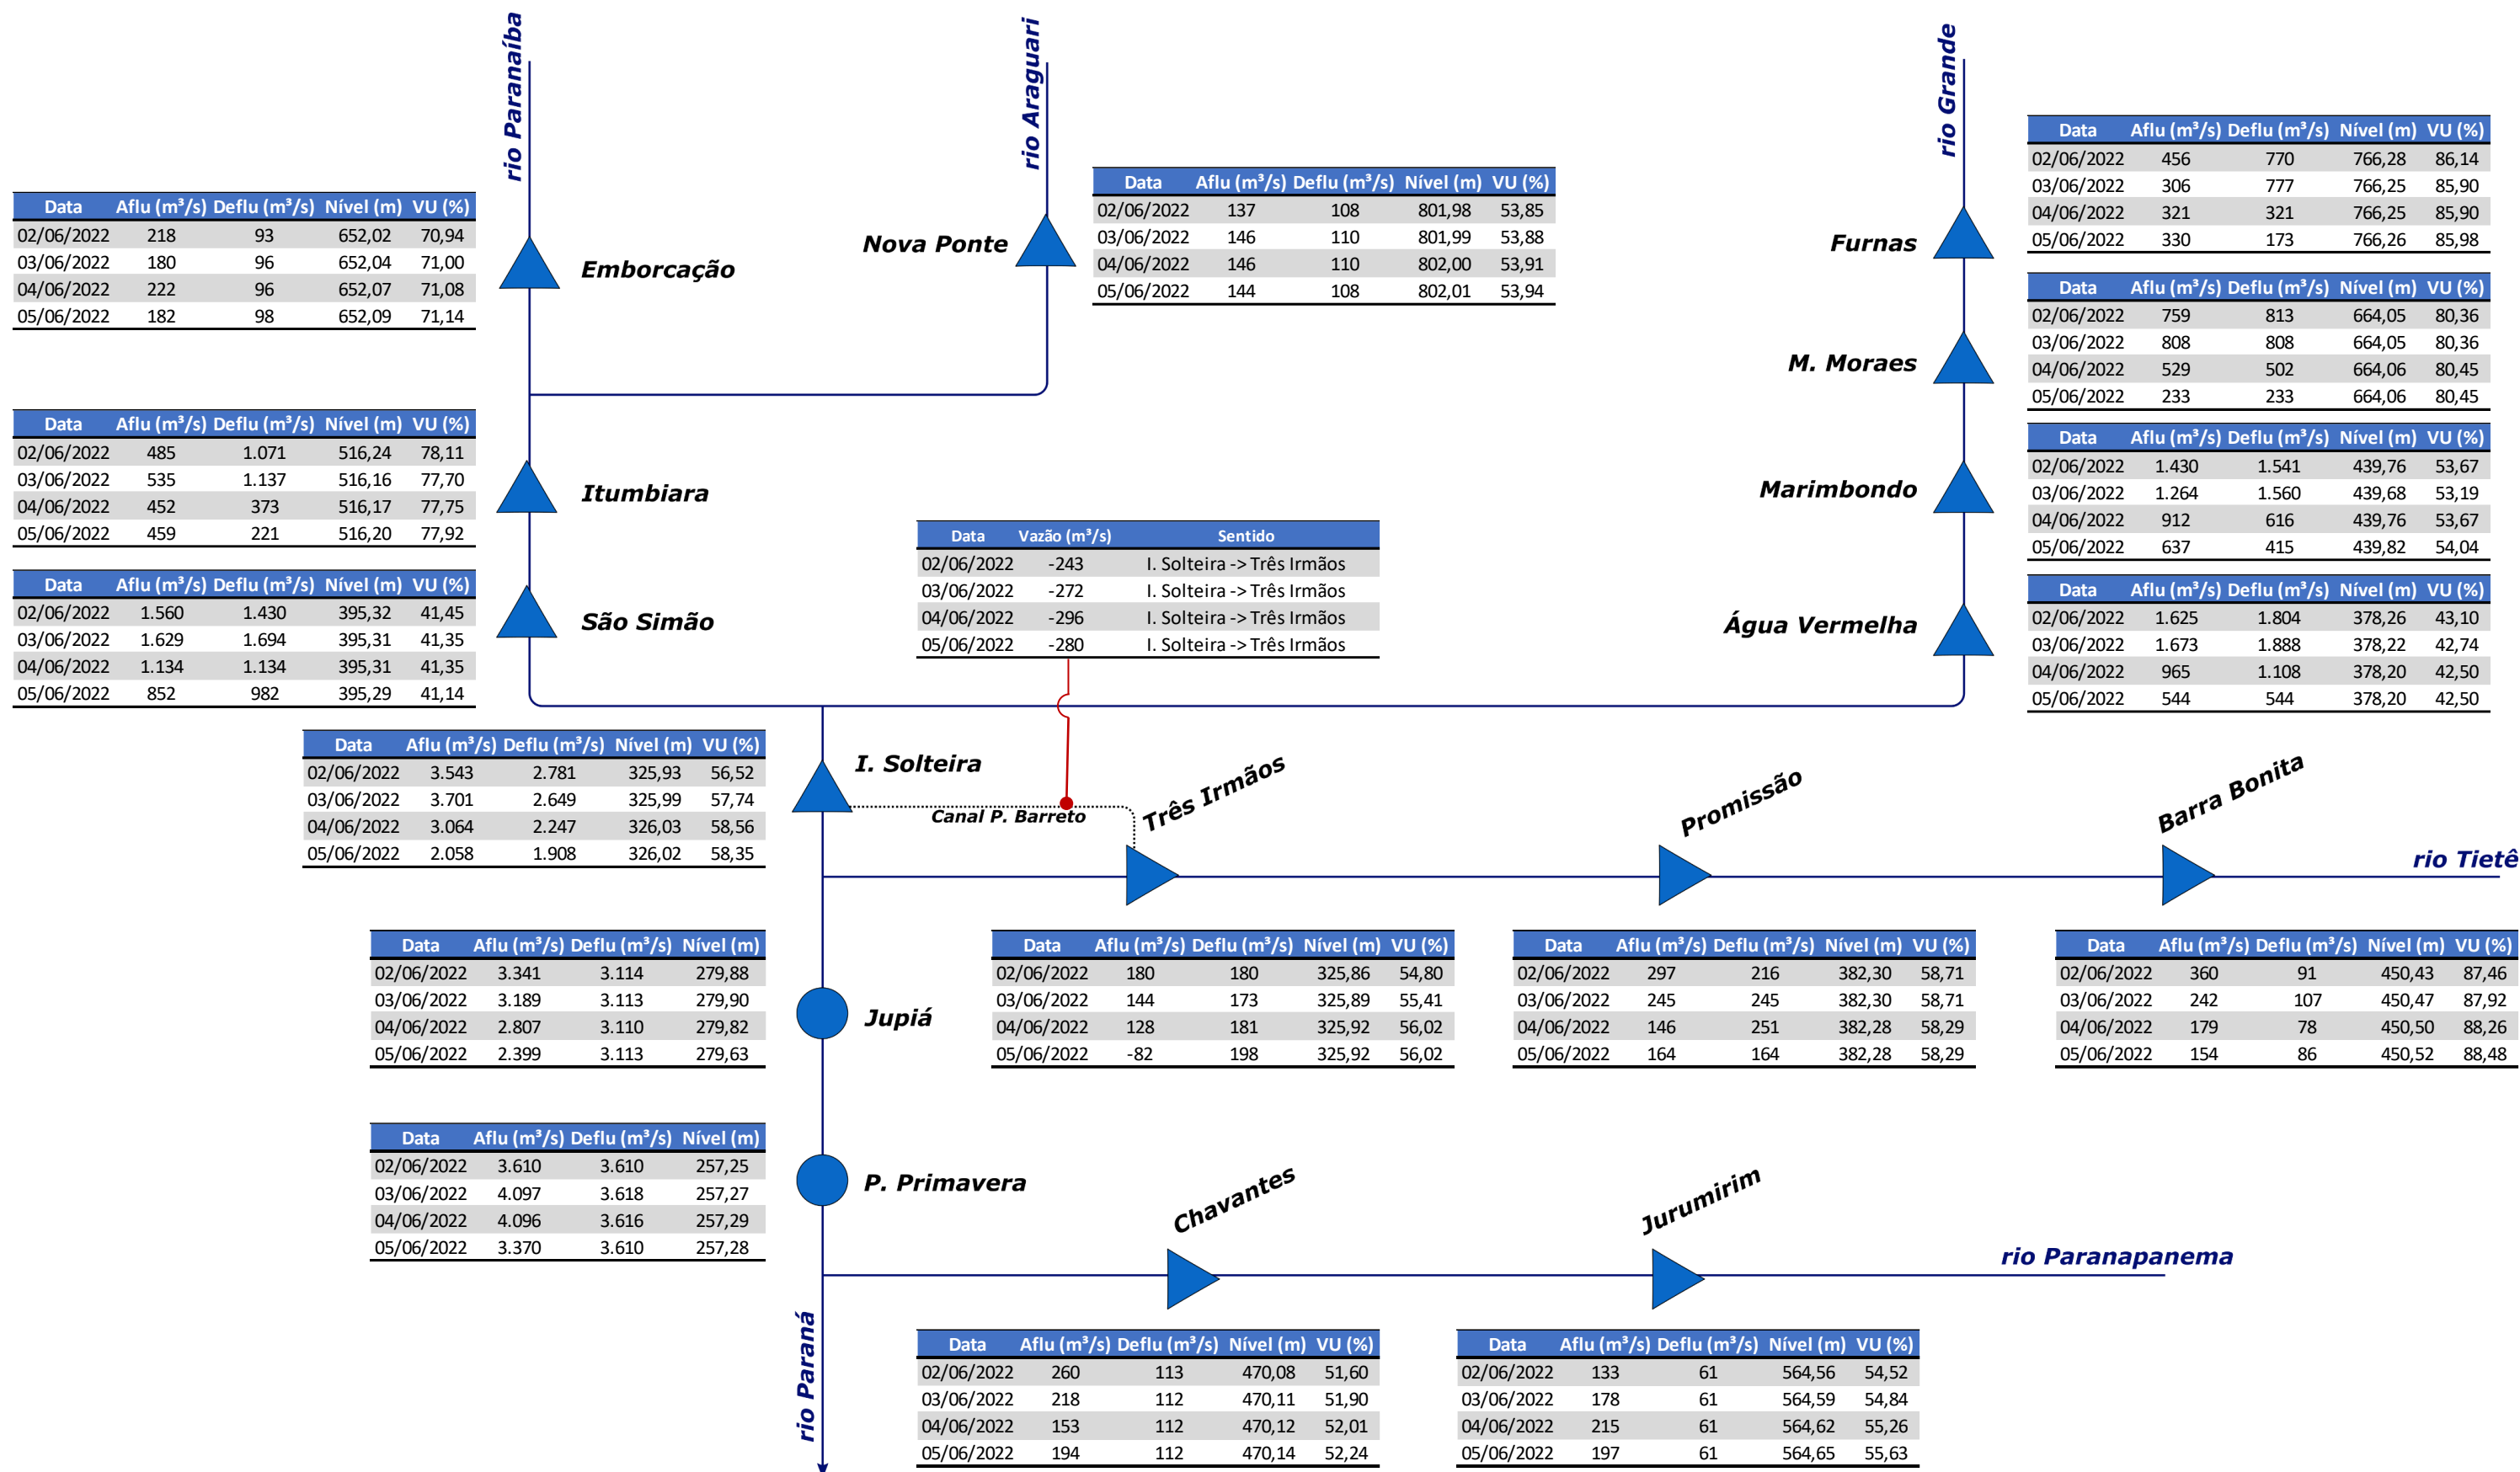 rio Paranaíba
rio Araguari
rio Grande
Data Aflu (m³/s) Deflu (m³/s) Nível (m) VU (%)
02/06/2022 456 770 766,28 86,14
03/06/2022 306 777 766,25 85,90
04/06/2022 321 321 766,25 85,90
05/06/2022 330 173 766,26 85,98
Furnas
Data Aflu (m³/s) Deflu (m³/s) Nível (m) VU (%)
02/06/2022 137 108 801,98 53,85
03/06/2022 146 110 801,99 53,88
04/06/2022 146 110 802,00 53,91
05/06/2022 144 108 802,01 53,94
Nova Ponte
Data Aflu (m³/s) Deflu (m³/s) Nível (m) VU (%)
02/06/2022 218 93 652,02 70,94
03/06/2022 180 96 652,04 71,00
04/06/2022 222 96 652,07 71,08
05/06/2022 182 98 652,09 71,14
Emborcação
Data Aflu (m³/s) Deflu (m³/s) Nível (m) VU (%)
02/06/2022 759 813 664,05 80,36
03/06/2022 808 808 664,05 80,36
04/06/2022 529 502 664,06 80,45
05/06/2022 233 233 664,06 80,45
M. Moraes
Data Aflu (m³/s) Deflu (m³/s) Nível (m) VU (%)
02/06/2022 485 1.071 516,24 78,11
03/06/2022 535 1.137 516,16 77,70
04/06/2022 452 373 516,17 77,75
05/06/2022 459 221 516,20 77,92
Itumbiara
Data Aflu (m³/s) Deflu (m³/s) Nível (m) VU (%)
02/06/2022 1.430 1.541 439,76 53,67
03/06/2022 1.264 1.560 439,68 53,19
04/06/2022 912 616 439,76 53,67
05/06/2022 637 415 439,82 54,04
Marimbondo
Data Vazão (m³/s) Sentido
02/06/2022 -243 I. Solteira -> Três Irmãos
03/06/2022 -272 I. Solteira -> Três Irmãos
04/06/2022 -296 I. Solteira -> Três Irmãos
05/06/2022 -280 I. Solteira -> Três Irmãos
Data Aflu (m³/s) Deflu (m³/s) Nível (m) VU (%)
02/06/2022 1.560 1.430 395,32 41,45
03/06/2022 1.629 1.694 395,31 41,35
04/06/2022 1.134 1.134 395,31 41,35
05/06/2022 852 982 395,29 41,14
São Simão
Data Aflu (m³/s) Deflu (m³/s) Nível (m) VU (%)
02/06/2022 1.625 1.804 378,26 43,10
03/06/2022 1.673 1.888 378,22 42,74
04/06/2022 965 1.108 378,20 42,50
05/06/2022 544 544 378,20 42,50
Água Vermelha
Data Aflu (m³/s) Deflu (m³/s) Nível (m) VU (%)
02/06/2022 3.543 2.781 325,93 56,52
03/06/2022 3.701 2.649 325,99 57,74
04/06/2022 3.064 2.247 326,03 58,56
05/06/2022 2.058 1.908 326,02 58,35
I. Solteira
Canal P. Barreto
Três Irmãos
Promissão
Barra Bonita
rio Tietê
Data Aflu (m³/s) Deflu (m³/s) Nível (m)
02/06/2022 3.341 3.114 279,88
03/06/2022 3.189 3.113 279,90
04/06/2022 2.807 3.110 279,82
05/06/2022 2.399 3.113 279,63
Jupiá
Data Aflu (m³/s) Deflu (m³/s) Nível (m) VU (%)
02/06/2022 180 180 325,86 54,80
03/06/2022 144 173 325,89 55,41
04/06/2022 128 181 325,92 56,02
05/06/2022 -82 198 325,92 56,02
Data Aflu (m³/s) Deflu (m³/s) Nível (m) VU (%)
02/06/2022 297 216 382,30 58,71
03/06/2022 245 245 382,30 58,71
04/06/2022 146 251 382,28 58,29
05/06/2022 164 164 382,28 58,29
Data Aflu (m³/s) Deflu (m³/s) Nível (m) VU (%)
02/06/2022 360 91 450,43 87,46
03/06/2022 242 107 450,47 87,92
04/06/2022 179 78 450,50 88,26
05/06/2022 154 86 450,52 88,48
Data Aflu (m³/s) Deflu (m³/s) Nível (m)
02/06/2022 3.610 3.610 257,25
03/06/2022 4.097 3.618 257,27
04/06/2022 4.096 3.616 257,29
05/06/2022 3.370 3.610 257,28
P. Primavera
Chavantes
Jurumirim
rio Paranapanema
rio Paraná
Data Aflu (m³/s) Deflu (m³/s) Nível (m) VU (%)
02/06/2022 260 113 470,08 51,60
03/06/2022 218 112 470,11 51,90
04/06/2022 153 112 470,12 52,01
05/06/2022 194 112 470,14 52,24
Data Aflu (m³/s) Deflu (m³/s) Nível (m) VU (%)
02/06/2022 133 61 564,56 54,52
03/06/2022 178 61 564,59 54,84
04/06/2022 215 61 564,62 55,26
05/06/2022 197 61 564,65 55,63